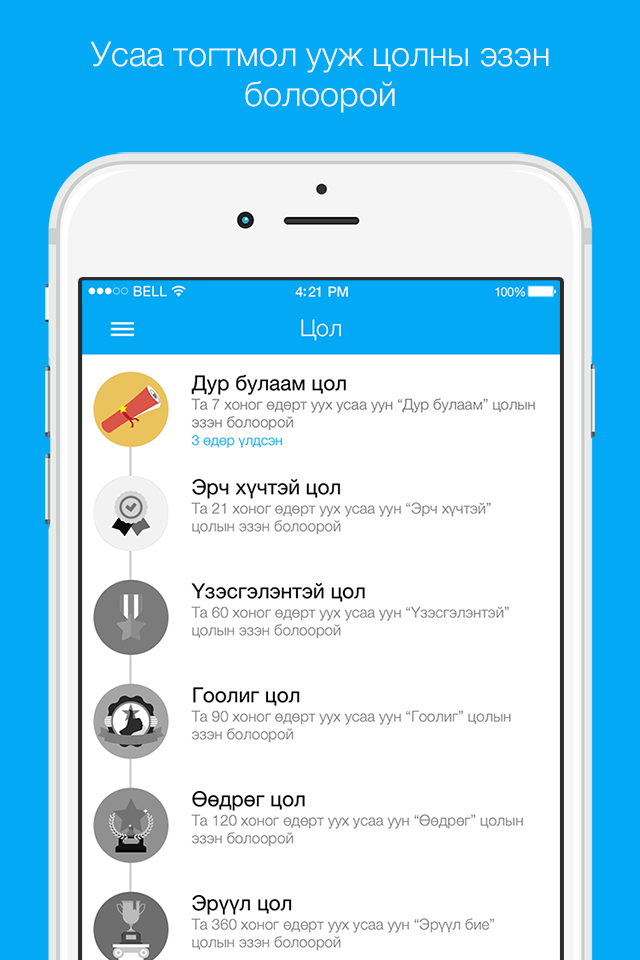 Усаа тогтмол ууж цолны эзэн
болоорой
BELL
4:21 PM
100%
Цол
Дур булаам цол
Та 7 хоног өдөрт уух усаа уун “Дур булаам” цолын
эзэн болоорой
3 өдөр үлдсэн
Эрч хүчтэй цол
Та 21 хоног өдөрт уух усаа уун “Эрч хүчтэй”
цолын эзэн болоорой
Үзэсгэлэнтэй цол
Та 60 хоног өдөрт уух усаа уун “Үзэсгэлэнтэй”
цолын эзэн болоорой
Гоолиг цол
Та 90 хоног өдөрт уух усаа уун “Гоолиг” цолын
эзэн болоорой
Өөдрөг цол
Та 120 хоног өдөрт уух усаа уун “Өөдрөг” цолын
эзэн болоорой
Эрүүл цол
Та 360 хоног өдөрт уух усаа уун “Эрүүл бие”
цолын эзэн болоорой